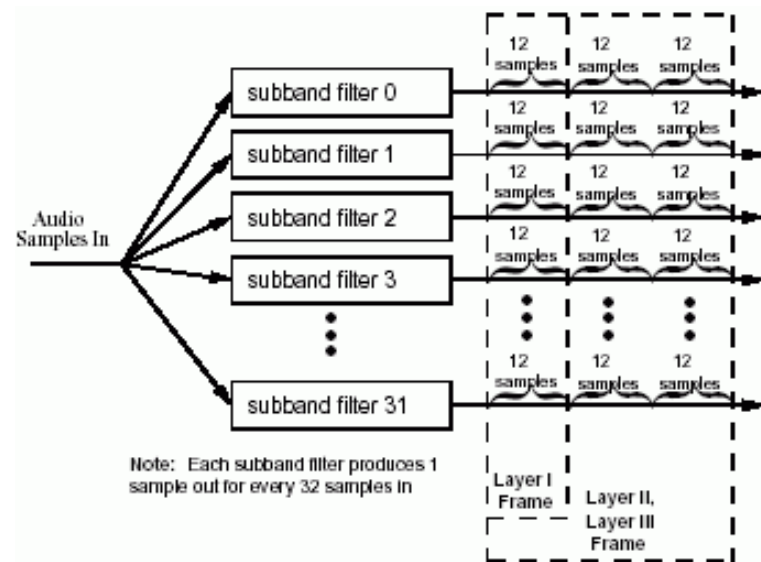 12 12 12
samples samples samples
subband filter 0
12 12 12
samples samples samples
subband filter 1
12 12 12
samples samples samples
subband filter 2
Audio
Samples In
12 12 12
samples samples samples
subband filter 3
12 12 12
samples samples samples
subband filter 31
Note: Each subband filter produces 1
sample out for every 32 samples in
Layer I
Frame
Layer II,
Layer III
Frame